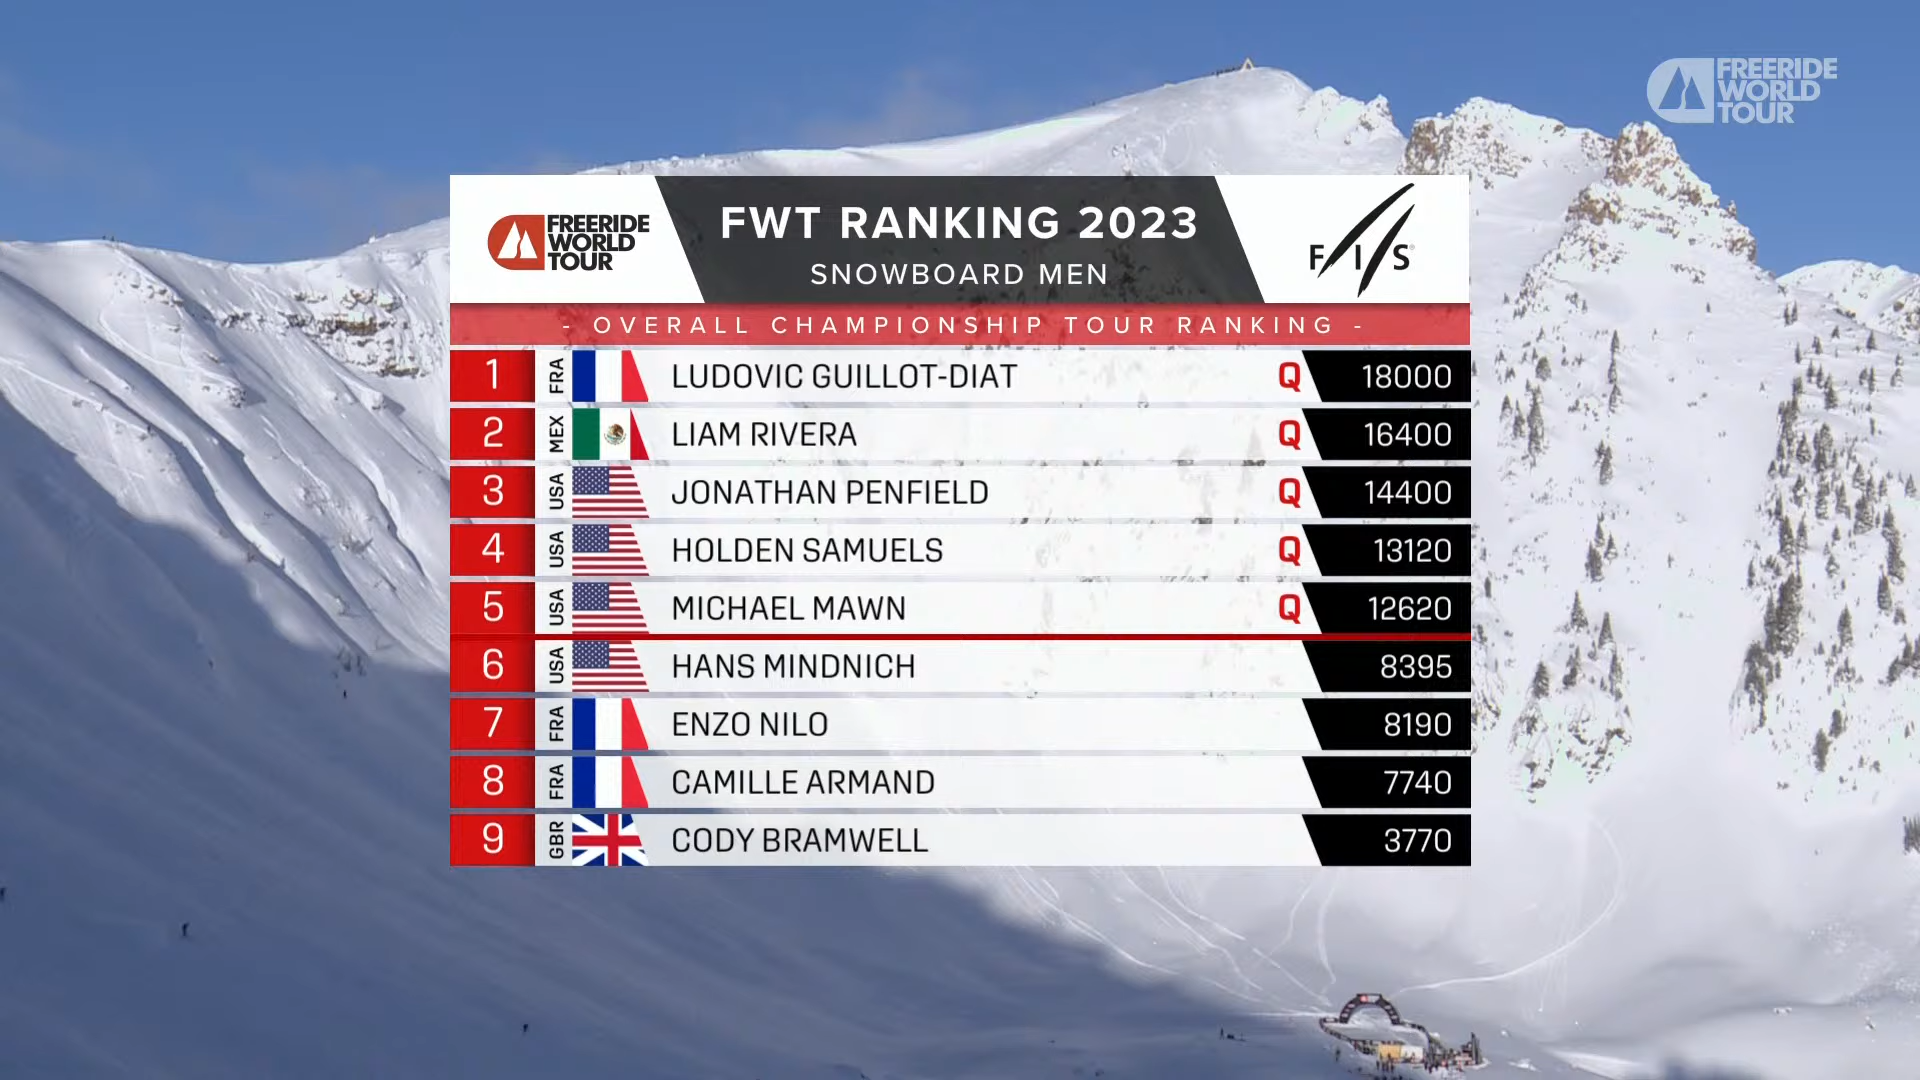 FREERIDE
WORLD
TOUR
FREERIDE
WORLD
TOUR
FWT RANKING 2023
SNOWBOARD MEN
FIS
- OVERALL CHAMPIONSHIP TOUR RANKING -
1 FRA LUDOVIC GUILLOT-DIAT Q 18000
2 MEX LIAM RIVERA Q 16400
3 USA JONATHAN PENFIELD Q 14400
4 USA HOLDEN SAMUELS Q 13120
5 USA MICHAEL MAWN Q 12620
6 USA HANS MINDNICH 8395
7 FRA ENZO NILO 8190
8 FRA CAMILLE ARMAND 7740
9 GBR CODY BRAMWELL 3770